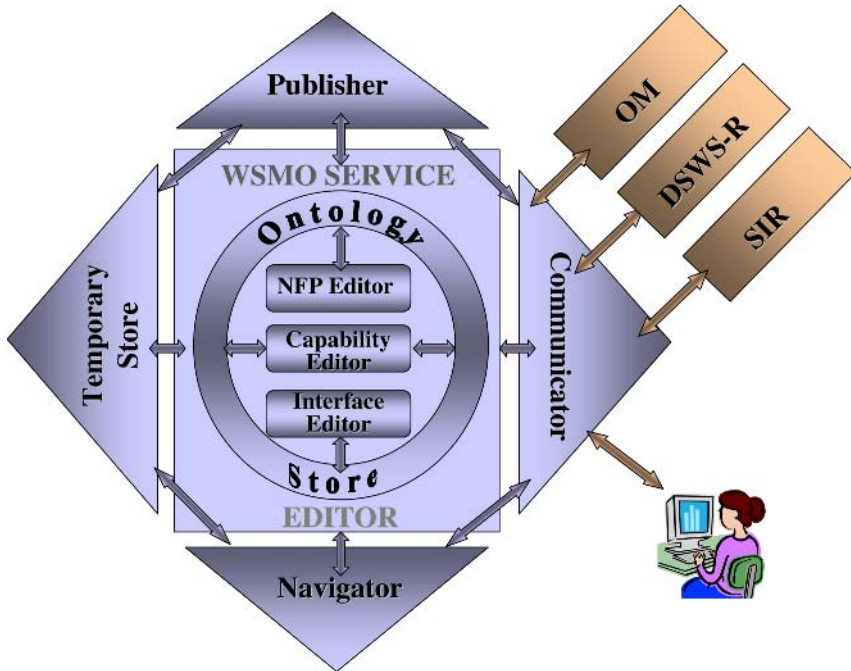 Publisher
OM
DSWS-R
SIR
WSMO SERVICE
Ontology
NFP Editor
Capability
Editor
Interface
Editor
Store
EDITOR
Temporary
Store
Communicator
Navigator